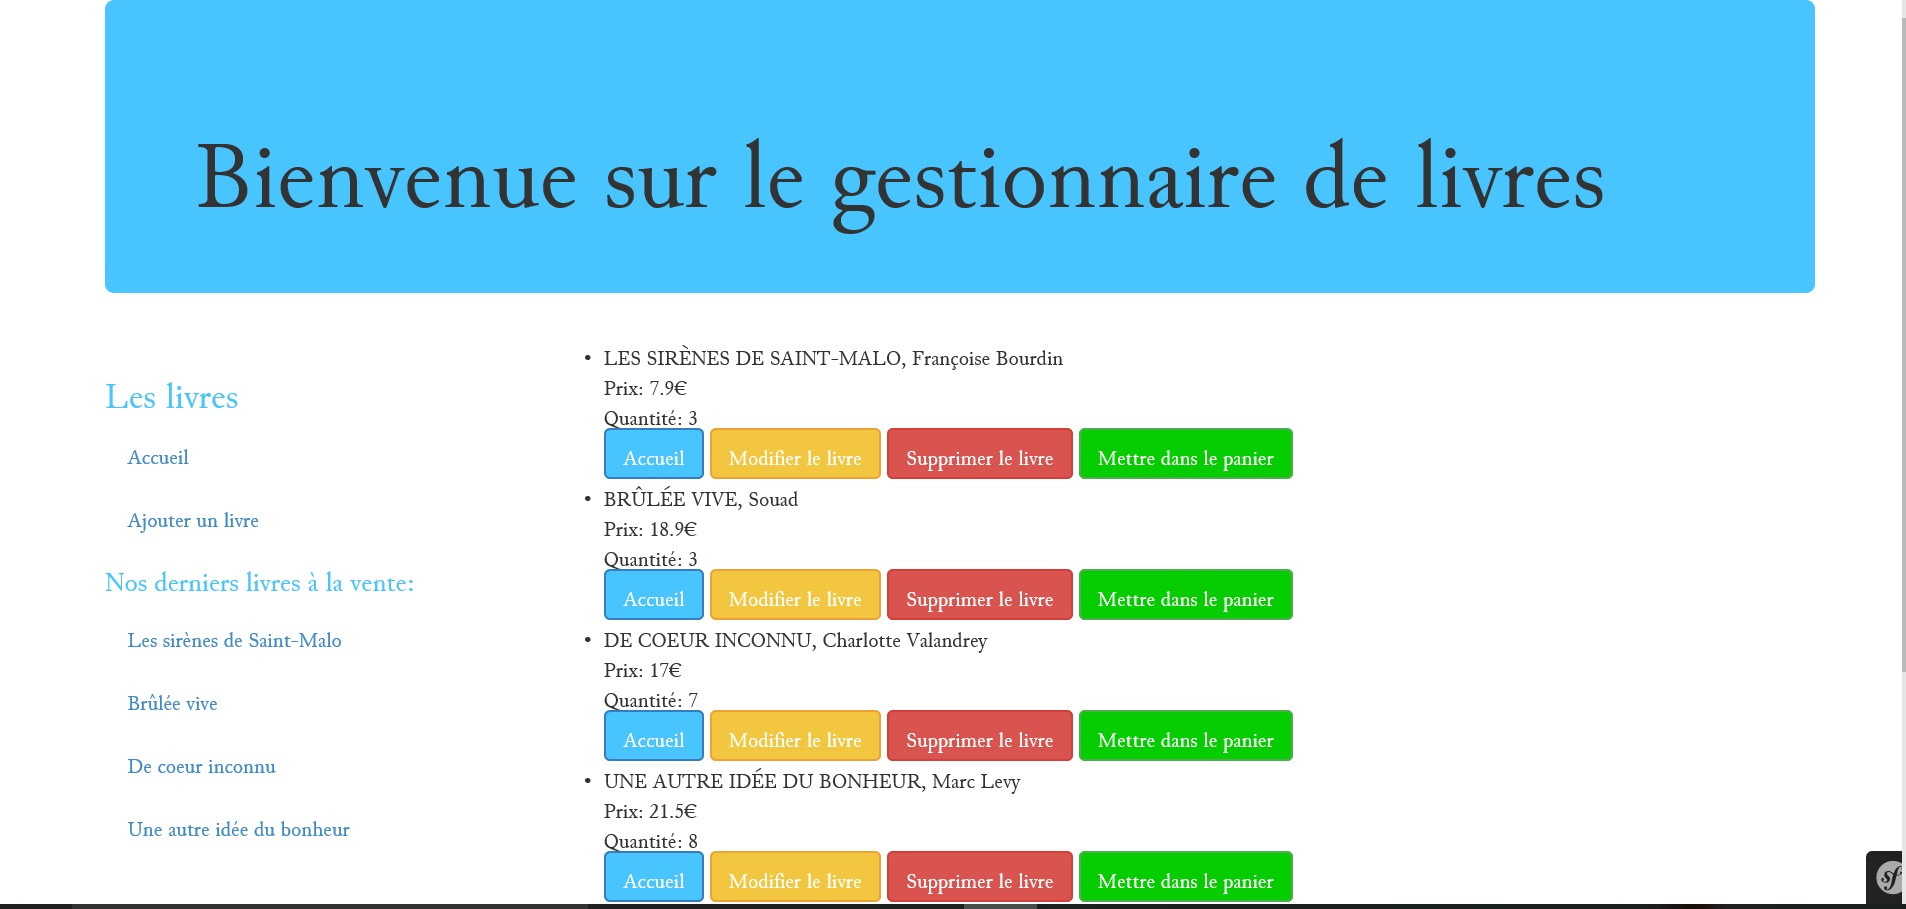 Bienvenue sur le gestionnaire de livres
Les livres
Accueil
Ajouter un livre
Nos derniers livres à la vente:
Les sirènes de Saint-Malo
Brûlée vive
De coeur inconnu
Une autre idée du bonheur
• LES SIRÈNES DE SAINT-MALO, Françoise Bourdin
Prix: 7.9€
Quantité: 3
Accueil Modifier le livre Supprimer le livre Mettre dans le panier
• BRÛLÉE VIVE, Souad
Prix: 18.9€
Quantité: 3
Accueil Modifier le livre Supprimer le livre Mettre dans le panier
• DE COEUR INCONNU, Charlotte Valandrey
Prix: 17€
Quantité: 7
Accueil Modifier le livre Supprimer le livre Mettre dans le panier
• UNE AUTRE IDÉE DU BONHEUR, Marc Levy
Prix: 21.5€
Quantité: 8
Accueil Modifier le livre Supprimer le livre Mettre dans le panier
sf